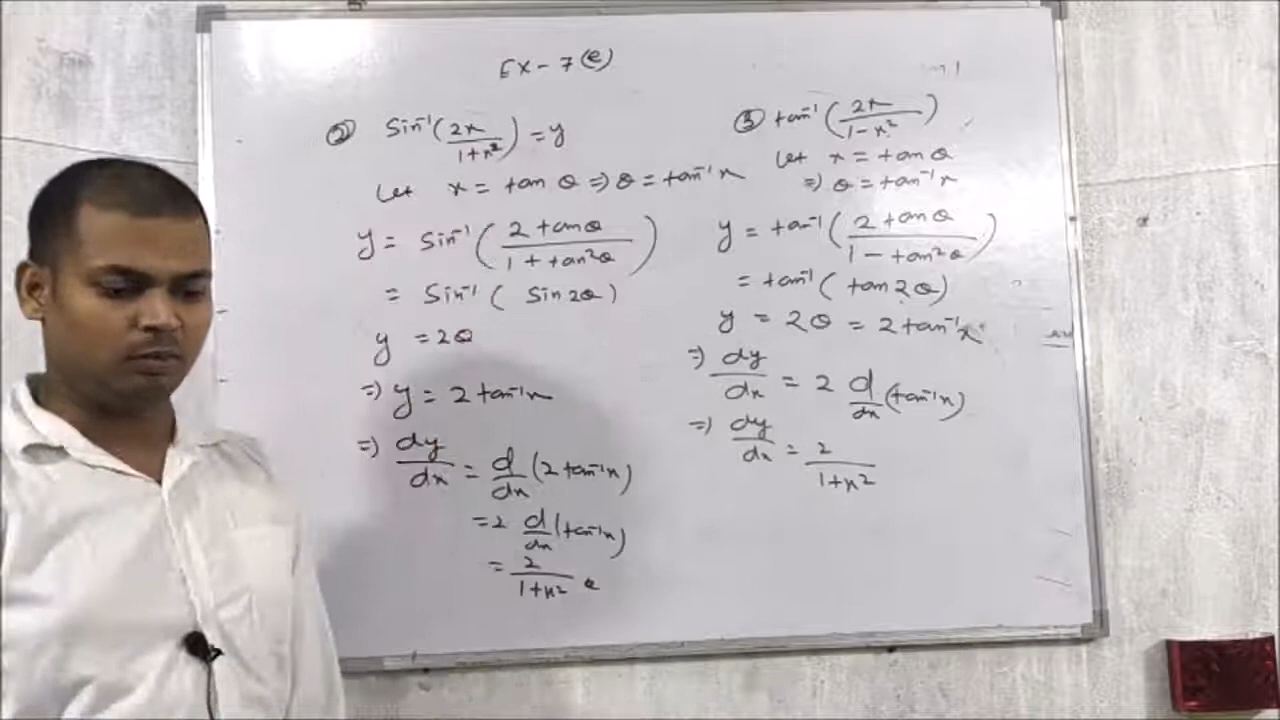 Ex - 7 (e)
② Sin⁻¹(2x/1+x²) = y
Let x = tan θ ⇒ θ = tan⁻¹x
y = Sin⁻¹(2 tanθ/1 + tan²θ)
= Sin⁻¹( Sin 2θ)
y = 2θ
⇒ y = 2 tan⁻¹x
⇒ dy/dx = d/dx (2 tan⁻¹x)
= 2 d/dx (tan⁻¹x)
= 2/1+x²
③ tan⁻¹(2x/1-x²)
Let x = tan θ
⇒ θ = tan⁻¹x
y = tan⁻¹(2 tanθ/1 - tan²θ)
= tan⁻¹( tan 2θ)
y = 2θ = 2 tan⁻¹x
⇒ dy/dx = 2 d/dx (tan⁻¹x)
⇒ dy/dx = 2/1+x²